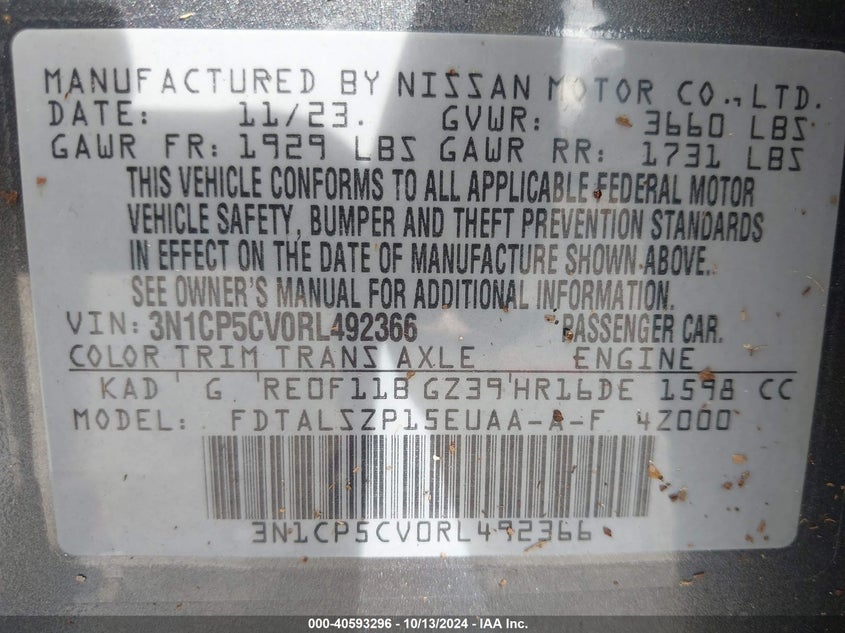 MANUFACTURED BY NISSAN MOTOR CO., LTD.
DATE: 11/23. GVWR: 3660 LBS
GAWR FR: 1929 LBS GAWR RR: 1731 LBS
THIS VEHICLE CONFORMS TO ALL APPLICABLE FEDERAL MOTOR
VEHICLE SAFETY, BUMPER AND THEFT PREVENTION STANDARDS
IN EFFECT ON THE DATE OF MANUFACTURE SHOWN ABOVE.
SEE OWNER'S MANUAL FOR ADDITIONAL INFORMATION.
VIN: 3N1CP5CV0RL492366 PASSENGER CAR.
COLOR TRIM TRANS AXLE ENGINE
KAD G RE0F11B GZ39 HR16DE 1598 CC
MODEL: FDTALSZP15EUAA-A-F 4Z000
3N1CP5CV0RL492366
000-40593296 - 10/13/2024 - IAA Inc.